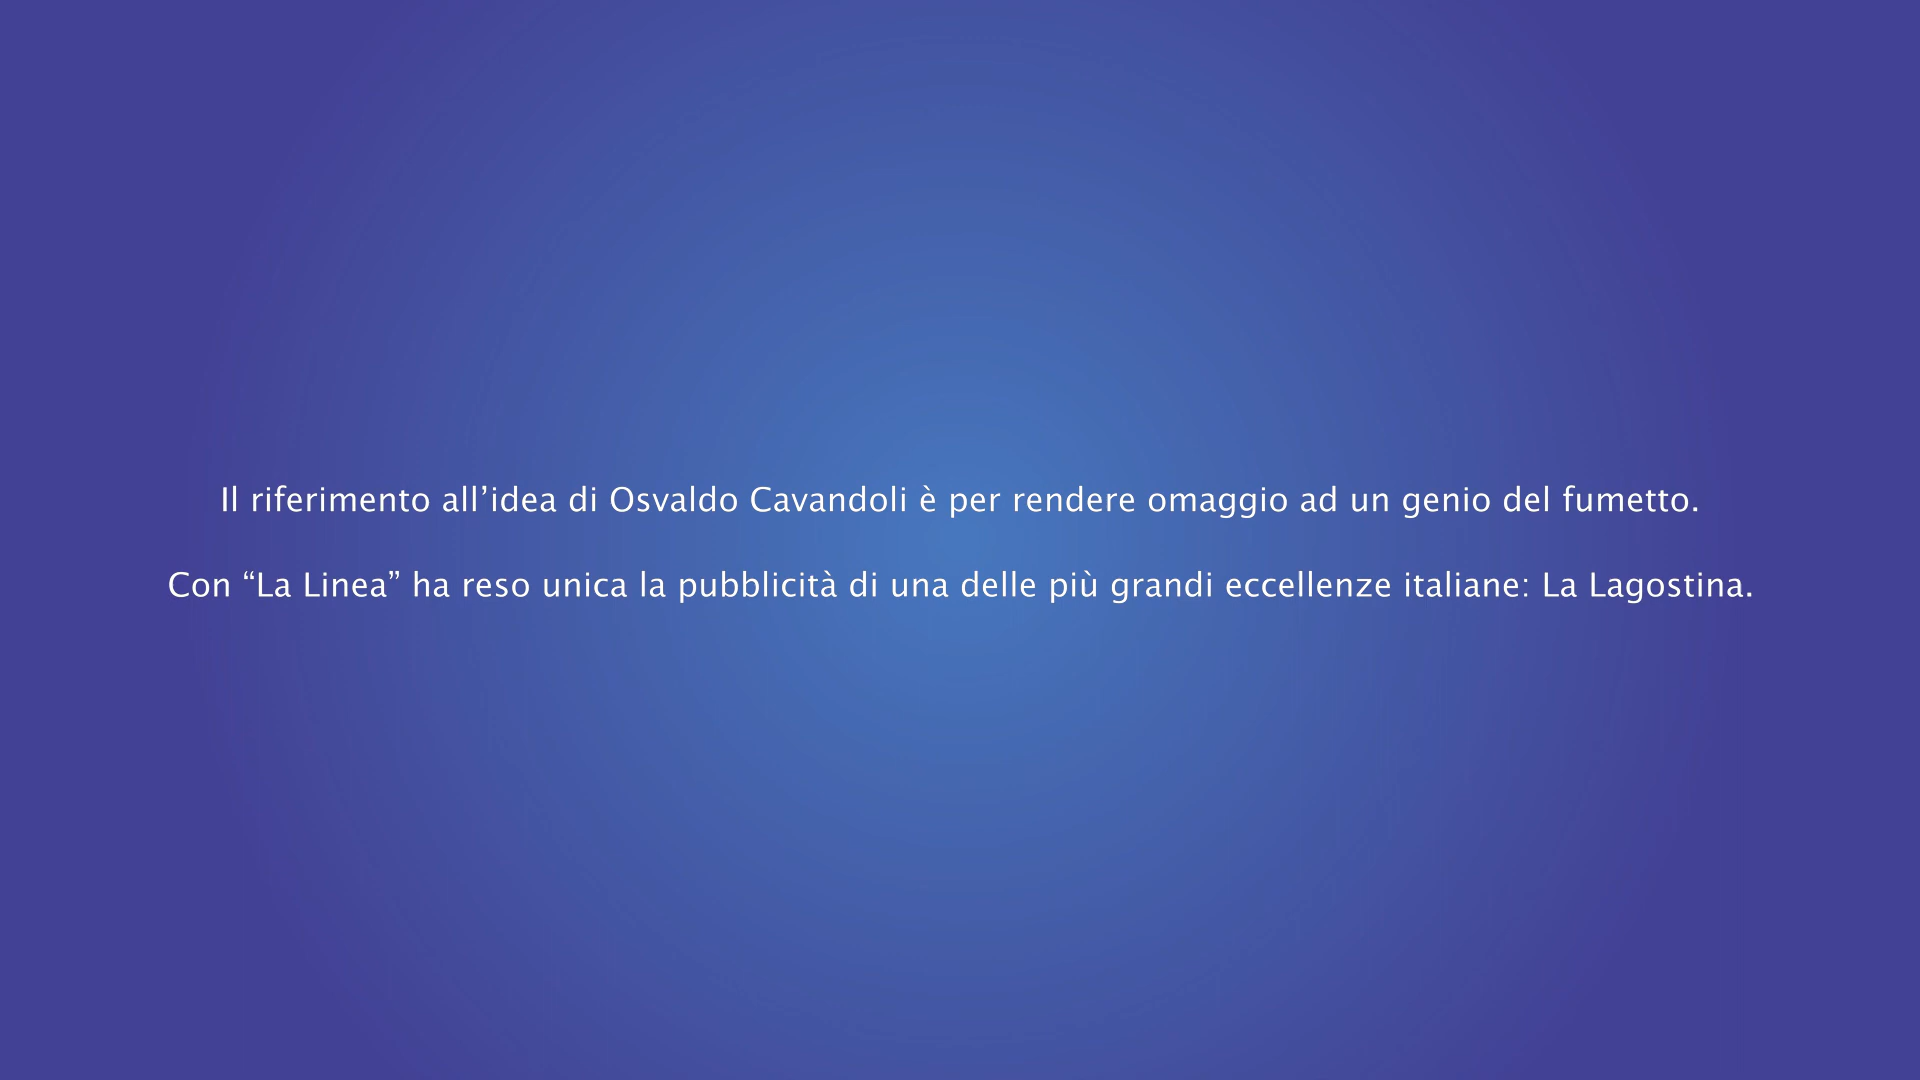 Il riferimento all’idea di Osvaldo Cavandoli è per rendere omaggio ad un genio del fumetto.
Con “La Linea” ha reso unica la pubblicità di una delle più grandi eccellenze italiane: La Lagostina.